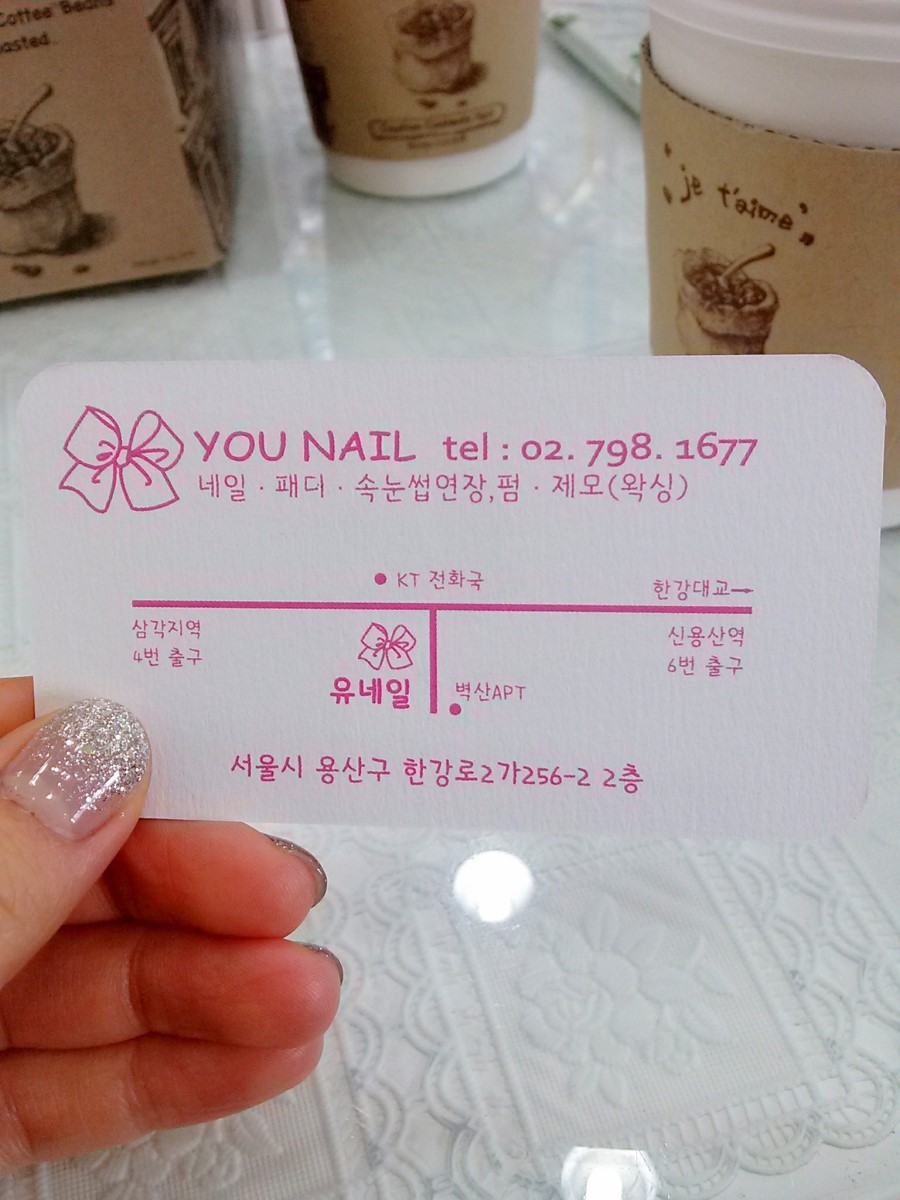 Coffee Beans
je t'aime
YOU NAIL tel : 02. 798. 1677
네일 · 패디 · 속눈썹연장,펌 · 제모(왁싱)
KT 전화국
한강대교→
삼각지역
4번 출구
신용산역
6번 출구
유네일
벽산APT
서울시 용산구 한강로2가256-2 2층